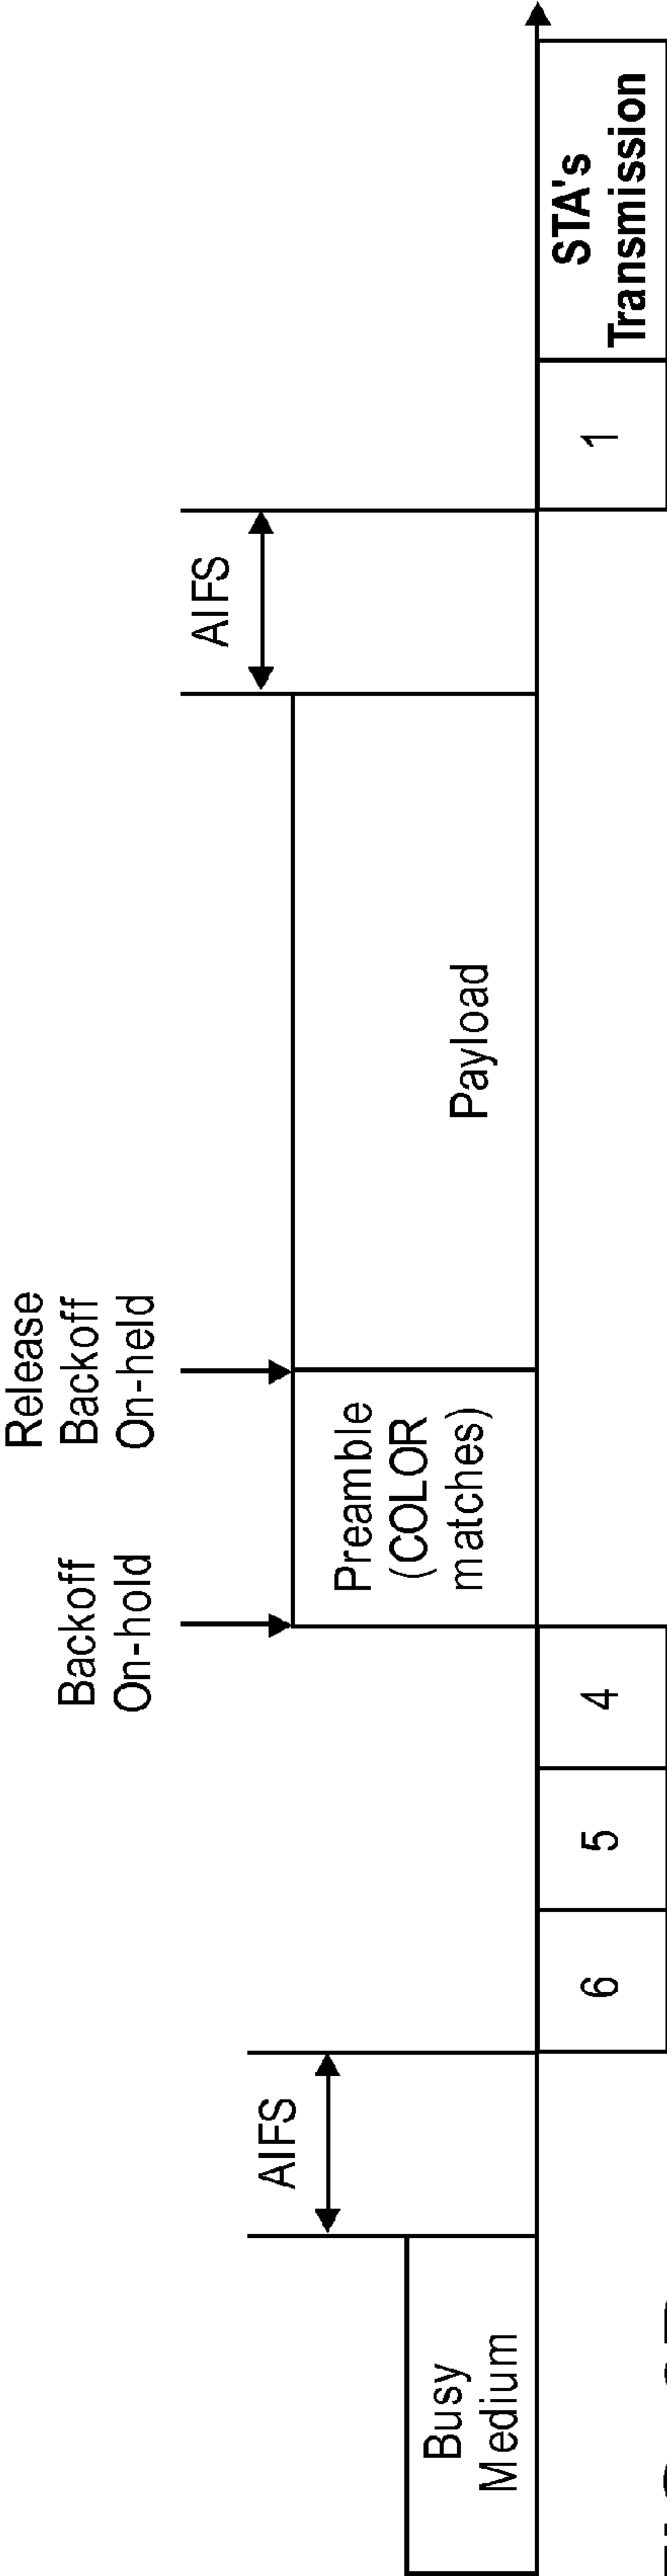 Busy
Medium
AIFS
6
5
4
Backoff
On-hold
Release
Backoff
On-held
Preamble
(COLOR
matches)
Payload
AIFS
1
STA's
Transmission